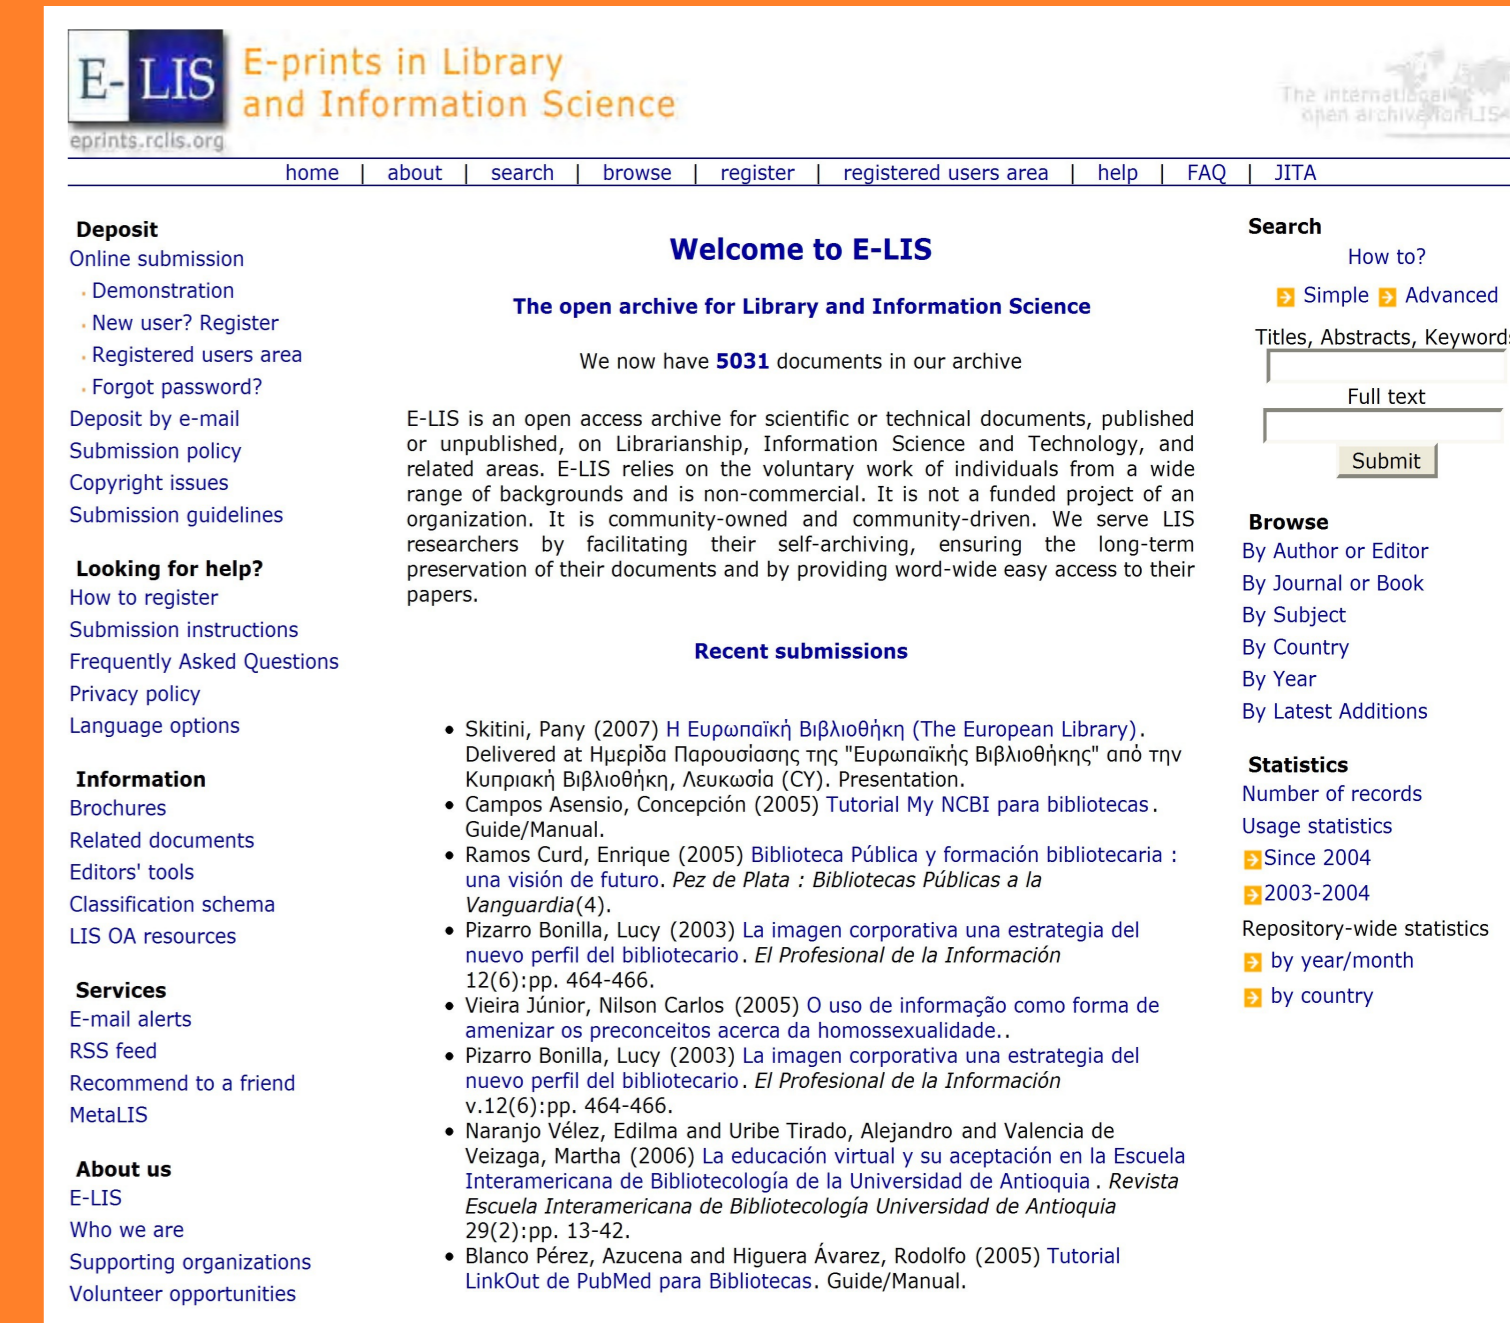 E-LIS
E-prints in Library
and Information Science
eprints.rclis.org
The international
open archive for LIS
home | about | search | browse | register | registered users area | help | FAQ | JITA
Deposit
Online submission
Demonstration
New user? Register
Registered users area
Forgot password?
Deposit by e-mail
Submission policy
Copyright issues
Submission guidelines
Looking for help?
How to register
Submission instructions
Frequently Asked Questions
Privacy policy
Language options
Information
Brochures
Related documents
Editors' tools
Classification schema
LIS OA resources
Services
E-mail alerts
RSS feed
Recommend to a friend
MetaLIS
About us
E-LIS
Who we are
Supporting organizations
Volunteer opportunities
Welcome to E-LIS
The open archive for Library and Information Science
We now have 5031 documents in our archive
E-LIS is an open access archive for scientific or technical documents, published
or unpublished, on Librarianship, Information Science and Technology, and
related areas. E-LIS relies on the voluntary work of individuals from a wide
range of backgrounds and is non-commercial. It is not a funded project of an
organization. It is community-owned and community-driven. We serve LIS
researchers by facilitating their self-archiving, ensuring the long-term
preservation of their documents and by providing word-wide easy access to their
papers.
Recent submissions
• Skitini, Pany (2007) Η Ευρωπαϊκή Βιβλιοθήκη (The European Library).
Delivered at Ημερίδα Παρουσίασης της "Ευρωπαϊκής Βιβλιοθήκης" από την
Κυπριακή Βιβλιοθήκη, Λευκωσία (CY). Presentation.
• Campos Asensio, Concepción (2005) Tutorial My NCBI para bibliotecas.
Guide/Manual.
• Ramos Curd, Enrique (2005) Biblioteca Pública y formación bibliotecaria :
una visión de futuro. Pez de Plata : Bibliotecas Públicas a la
Vanguardia(4).
• Pizarro Bonilla, Lucy (2003) La imagen corporativa una estrategia del
nuevo perfil del bibliotecario. El Profesional de la Información
12(6):pp. 464-466.
• Vieira Júnior, Nilson Carlos (2005) O uso de informação como forma de
amenizar os preconceitos acerca da homossexualidade..
• Pizarro Bonilla, Lucy (2003) La imagen corporativa una estrategia del
nuevo perfil del bibliotecario. El Profesional de la Información
v.12(6):pp. 464-466.
• Naranjo Vélez, Edilma and Uribe Tirado, Alejandro and Valencia de
Veizaga, Martha (2006) La educación virtual y su aceptación en la Escuela
Interamericana de Bibliotecología de la Universidad de Antioquia . Revista
Escuela Interamericana de Bibliotecología Universidad de Antioquia
29(2):pp. 13-42.
• Blanco Pérez, Azucena and Higuera Ávarez, Rodolfo (2005) Tutorial
LinkOut de PubMed para Bibliotecas. Guide/Manual.
Search
How to?
Simple Advanced
Titles, Abstracts, Keywords
Full text
Submit
Browse
By Author or Editor
By Journal or Book
By Subject
By Country
By Year
By Latest Additions
Statistics
Number of records
Usage statistics
Since 2004
2003-2004
Repository-wide statistics
by year/month
by country